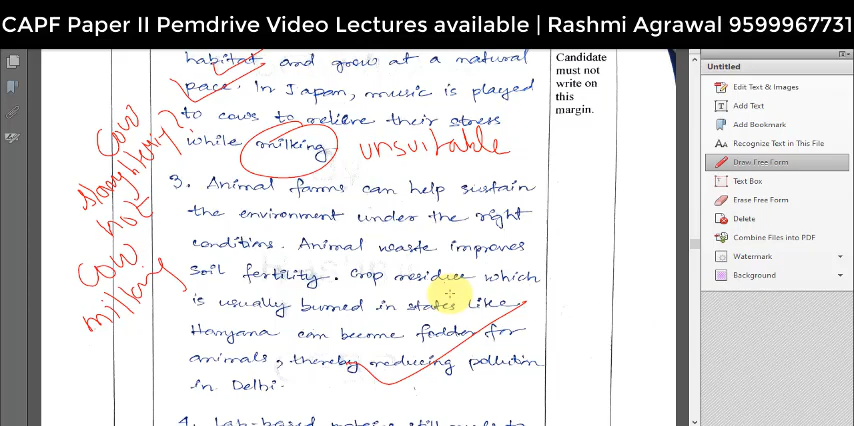 CAPF Paper II Pemdrive Video Lectures available | Rashmi Agrawal 9599967731
habitat and grow at a natural
pace. In Japan, music is played
to cows to relieve their stress
while milking
unsuitable
3. Animal farms can help sustain
the environment under the right
conditions. Animal waste improves
soil fertility. Crop residue which
is usually burned in states like
Haryana can become fodder for
animals, thereby reducing pollution
in Delhi.
Cow
slaughtering?
not
cow
milking
Candidate
must not
write on
this
margin.
Untitled
Edit Text & Images
Add Text
Add Bookmark
Recognize Text in This File
Draw Free Form
Text Box
Erase Free Form
Delete
Combine Files into PDF
Watermark
Background